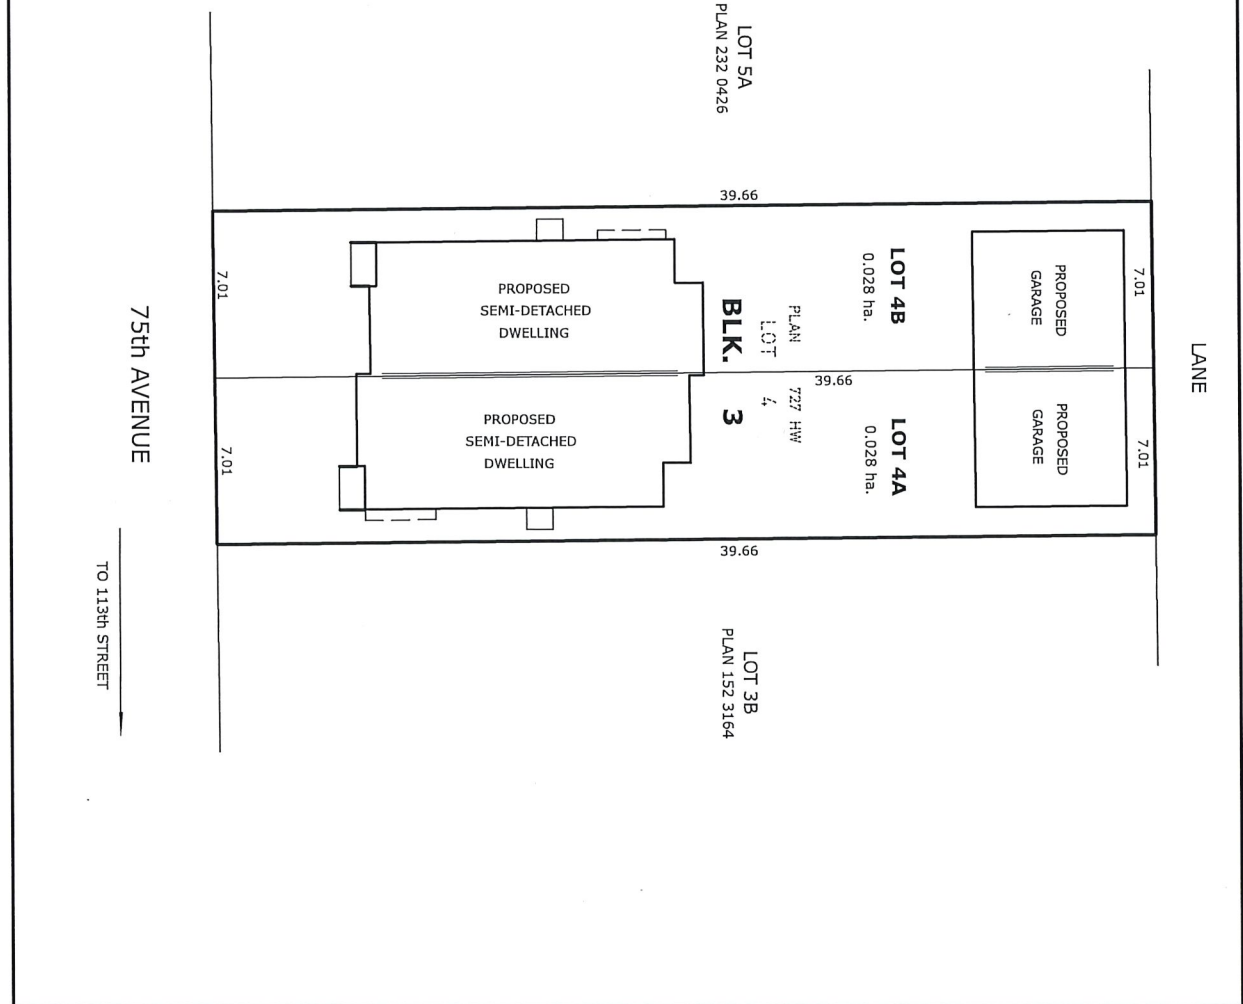 LOT 5A
PLAN 232 0426
39.66
7.01
PROPOSED
SEMI-DETACHED
DWELLING
LOT 4B
0.028 ha.
PROPOSED
GARAGE
7.01
75th AVENUE
BLK. 3
PLAN 727 HW
LOT 4
39.66
LANE
7.01
PROPOSED
SEMI-DETACHED
DWELLING
LOT 4A
0.028 ha.
PROPOSED
GARAGE
7.01
39.66
TO 113th STREET
LOT 3B
PLAN 152 3164